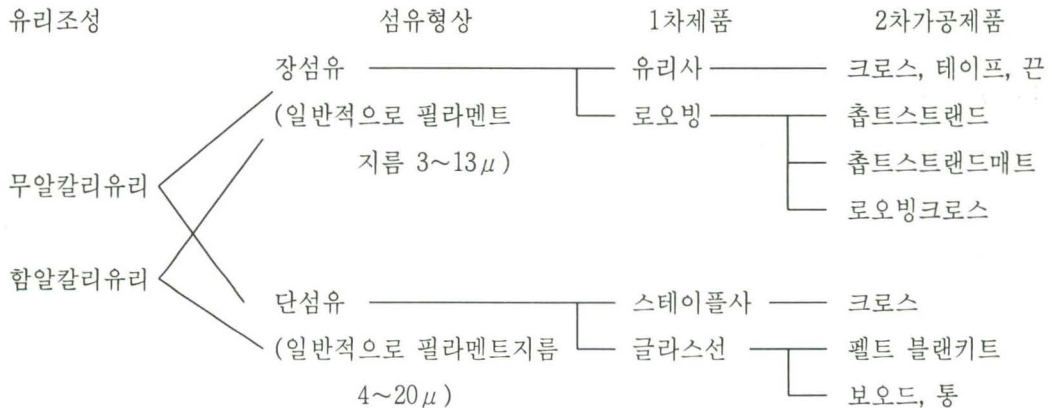 유리조성 섬유형상 1차제품 2차가공제품
장섬유 유리사 크로스, 테이프, 끈
(일반적으로 필라멘트 로오빙 촙트스트랜드
지름 3~13μ) 촙트스트랜드매트
무알칼리유리
로오빙크로스
함알칼리유리
단섬유 스테이플사 크로스
(일반적으로 필라멘트지름 글라스선 펠트 블랜키트
4~20μ) 보오드, 통